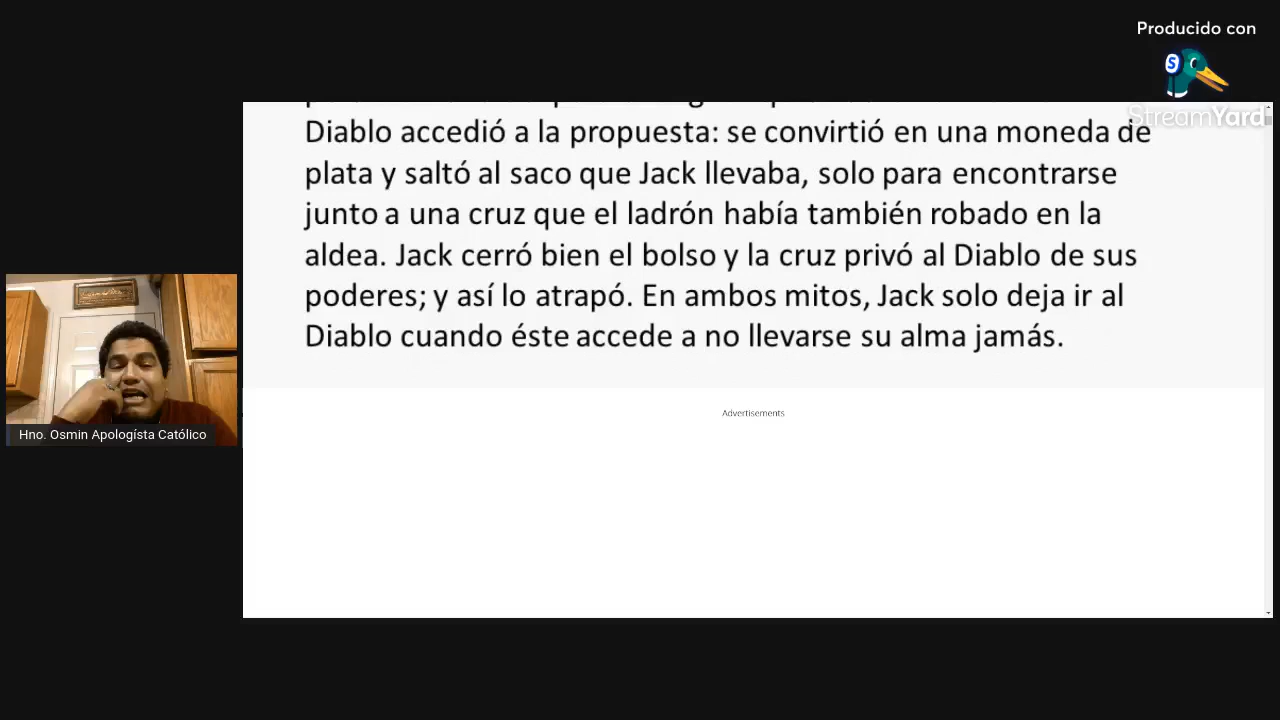 Producido con
StreamYard
Diablo accedió a la propuesta: se convirtió en una moneda de
plata y saltó al saco que Jack llevaba, solo para encontrarse
junto a una cruz que el ladrón había también robado en la
aldea. Jack cerró bien el bolso y la cruz privó al Diablo de sus
poderes; y así lo atrapó. En ambos mitos, Jack solo deja ir al
Diablo cuando éste accede a no llevarse su alma jamás.
Advertisements
Hno. Osmin Apologísta Católico